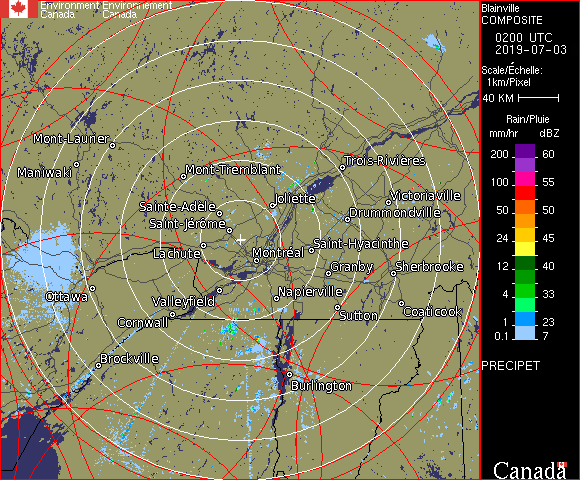 Environment Environnement
Canada Canada
Blainville
COMPOSITE
0200 UTC
2019-07-03
Scale/Échelle:
1km/Pixel
40 KM
Rain/Pluie
mm/hr dBZ
200 60
150 57
100 55
50 50
24 45
12 40
4 33
1 23
0.1 7
PRECIPET
Canada
Mont-Laurier
Maniwaki
Mont-Tremblant
Trois-Rivières
Sainte-Adèle
Joliette
Victoriaville
Saint-Jérôme
Drummondville
Lachute
Montréal
Saint-Hyacinthe
Granby
Sherbrooke
Ottawa
Valleyfield
Napierville
Cornwall
Sutton
Coaticook
Brockville
Burlington